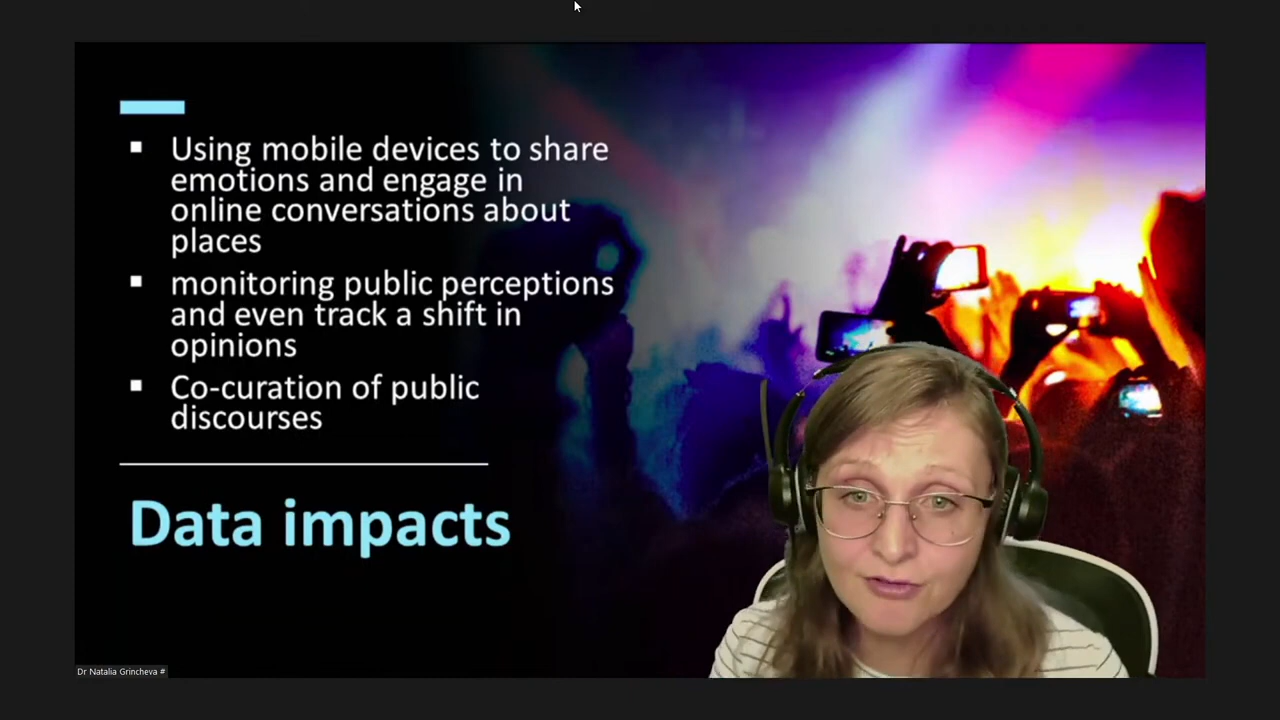 Using mobile devices to share
emotions and engage in
online conversations about
places
monitoring public perceptions
and even track a shift in
opinions
Co-curation of public
discourses
Data impacts
Dr Natalia Grincheva #